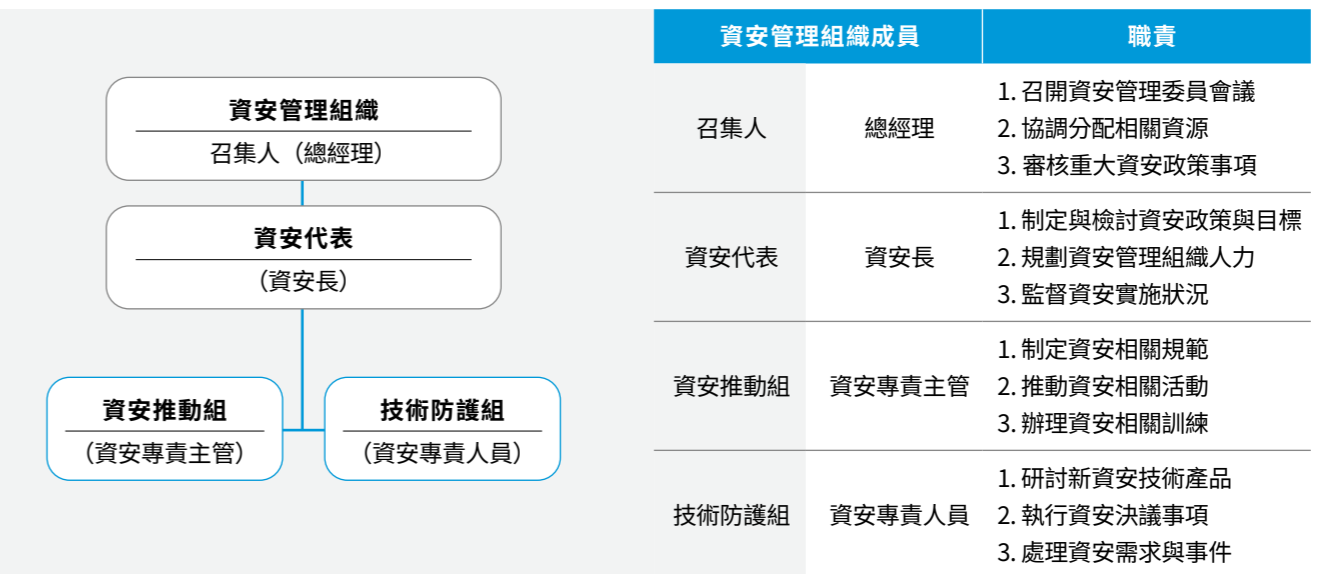 資安管理組織
召集人（總經理）
資安代表
（資安長）
資安推動組
（資安專責主管）
技術防護組
（資安專責人員）
資安管理組織成員 職責
召集人 總經理
1. 召開資安管理委員會議
2. 協調分配相關資源
3. 審核重大資安政策事項
資安代表 資安長
1. 制定與檢討資安政策與目標
2. 規劃資安管理組織人力
3. 監督資安實施狀況
資安推動組 資安專責主管
1. 制定資安相關規範
2. 推動資安相關活動
3. 辦理資安相關訓練
技術防護組 資安專責人員
1. 研討新資安技術產品
2. 執行資安決議事項
3. 處理資安需求與事件